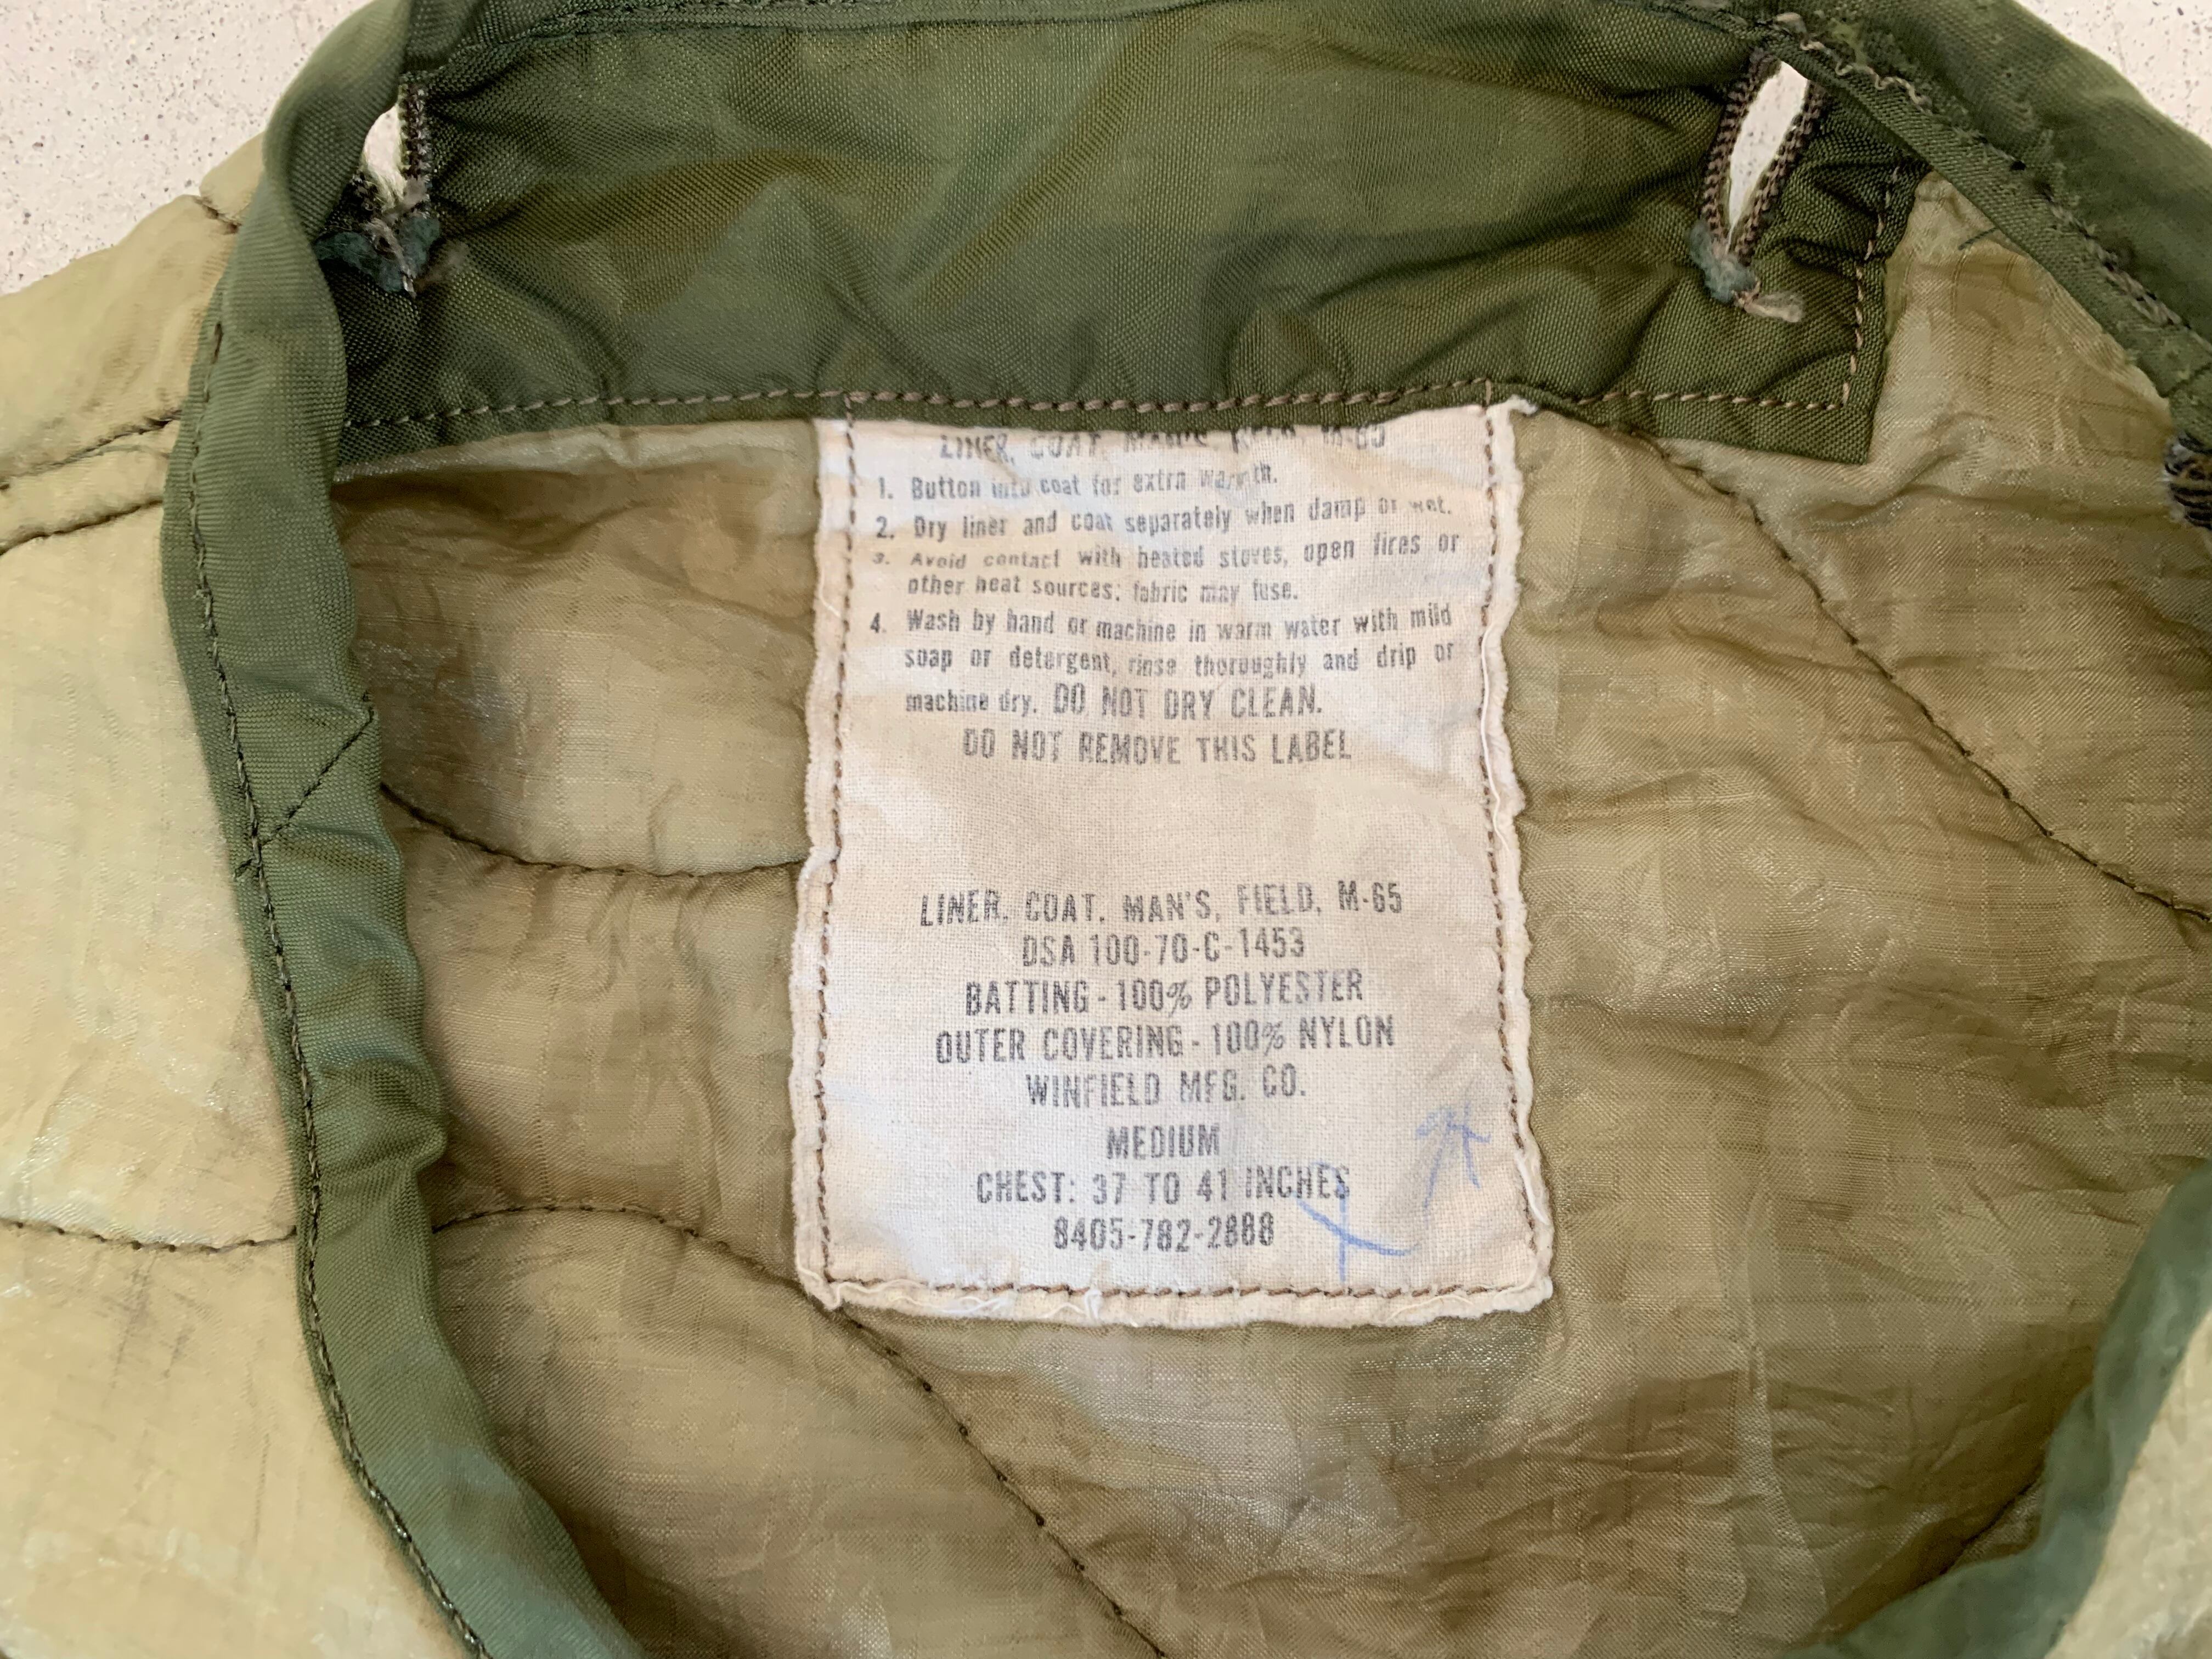 LINER, COAT, MAN'S, FIELD, M-65
1. Button into coat for extra warmth.
2. Dry liner and coat separately when damp or wet.
3. Avoid contact with heated stoves, open fires or
other heat sources; fabric may fuse.
4. Wash by hand or machine in warm water with mild
soap or detergent, rinse thoroughly and drip or
machine dry. DO NOT DRY CLEAN.
DO NOT REMOVE THIS LABEL
LINER, COAT, MAN'S, FIELD, M-65
DSA 100-70-C-1453
BATTING - 100% POLYESTER
OUTER COVERING - 100% NYLON
WINFIELD MFG. CO.
MEDIUM
CHEST: 37 TO 41 INCHES
8405-782-2888